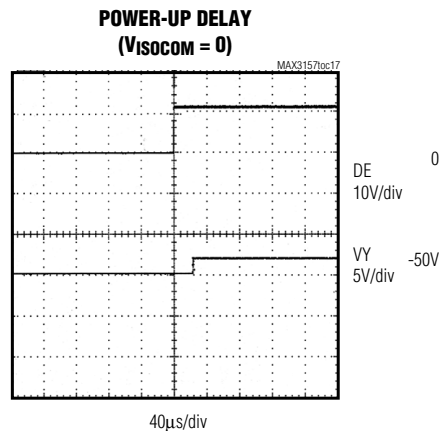 POWER-UP DELAY
(VISOCOM = 0)
MAX3157toc17
DE
10V/div
0
VY
5V/div
-50V
40µs/div